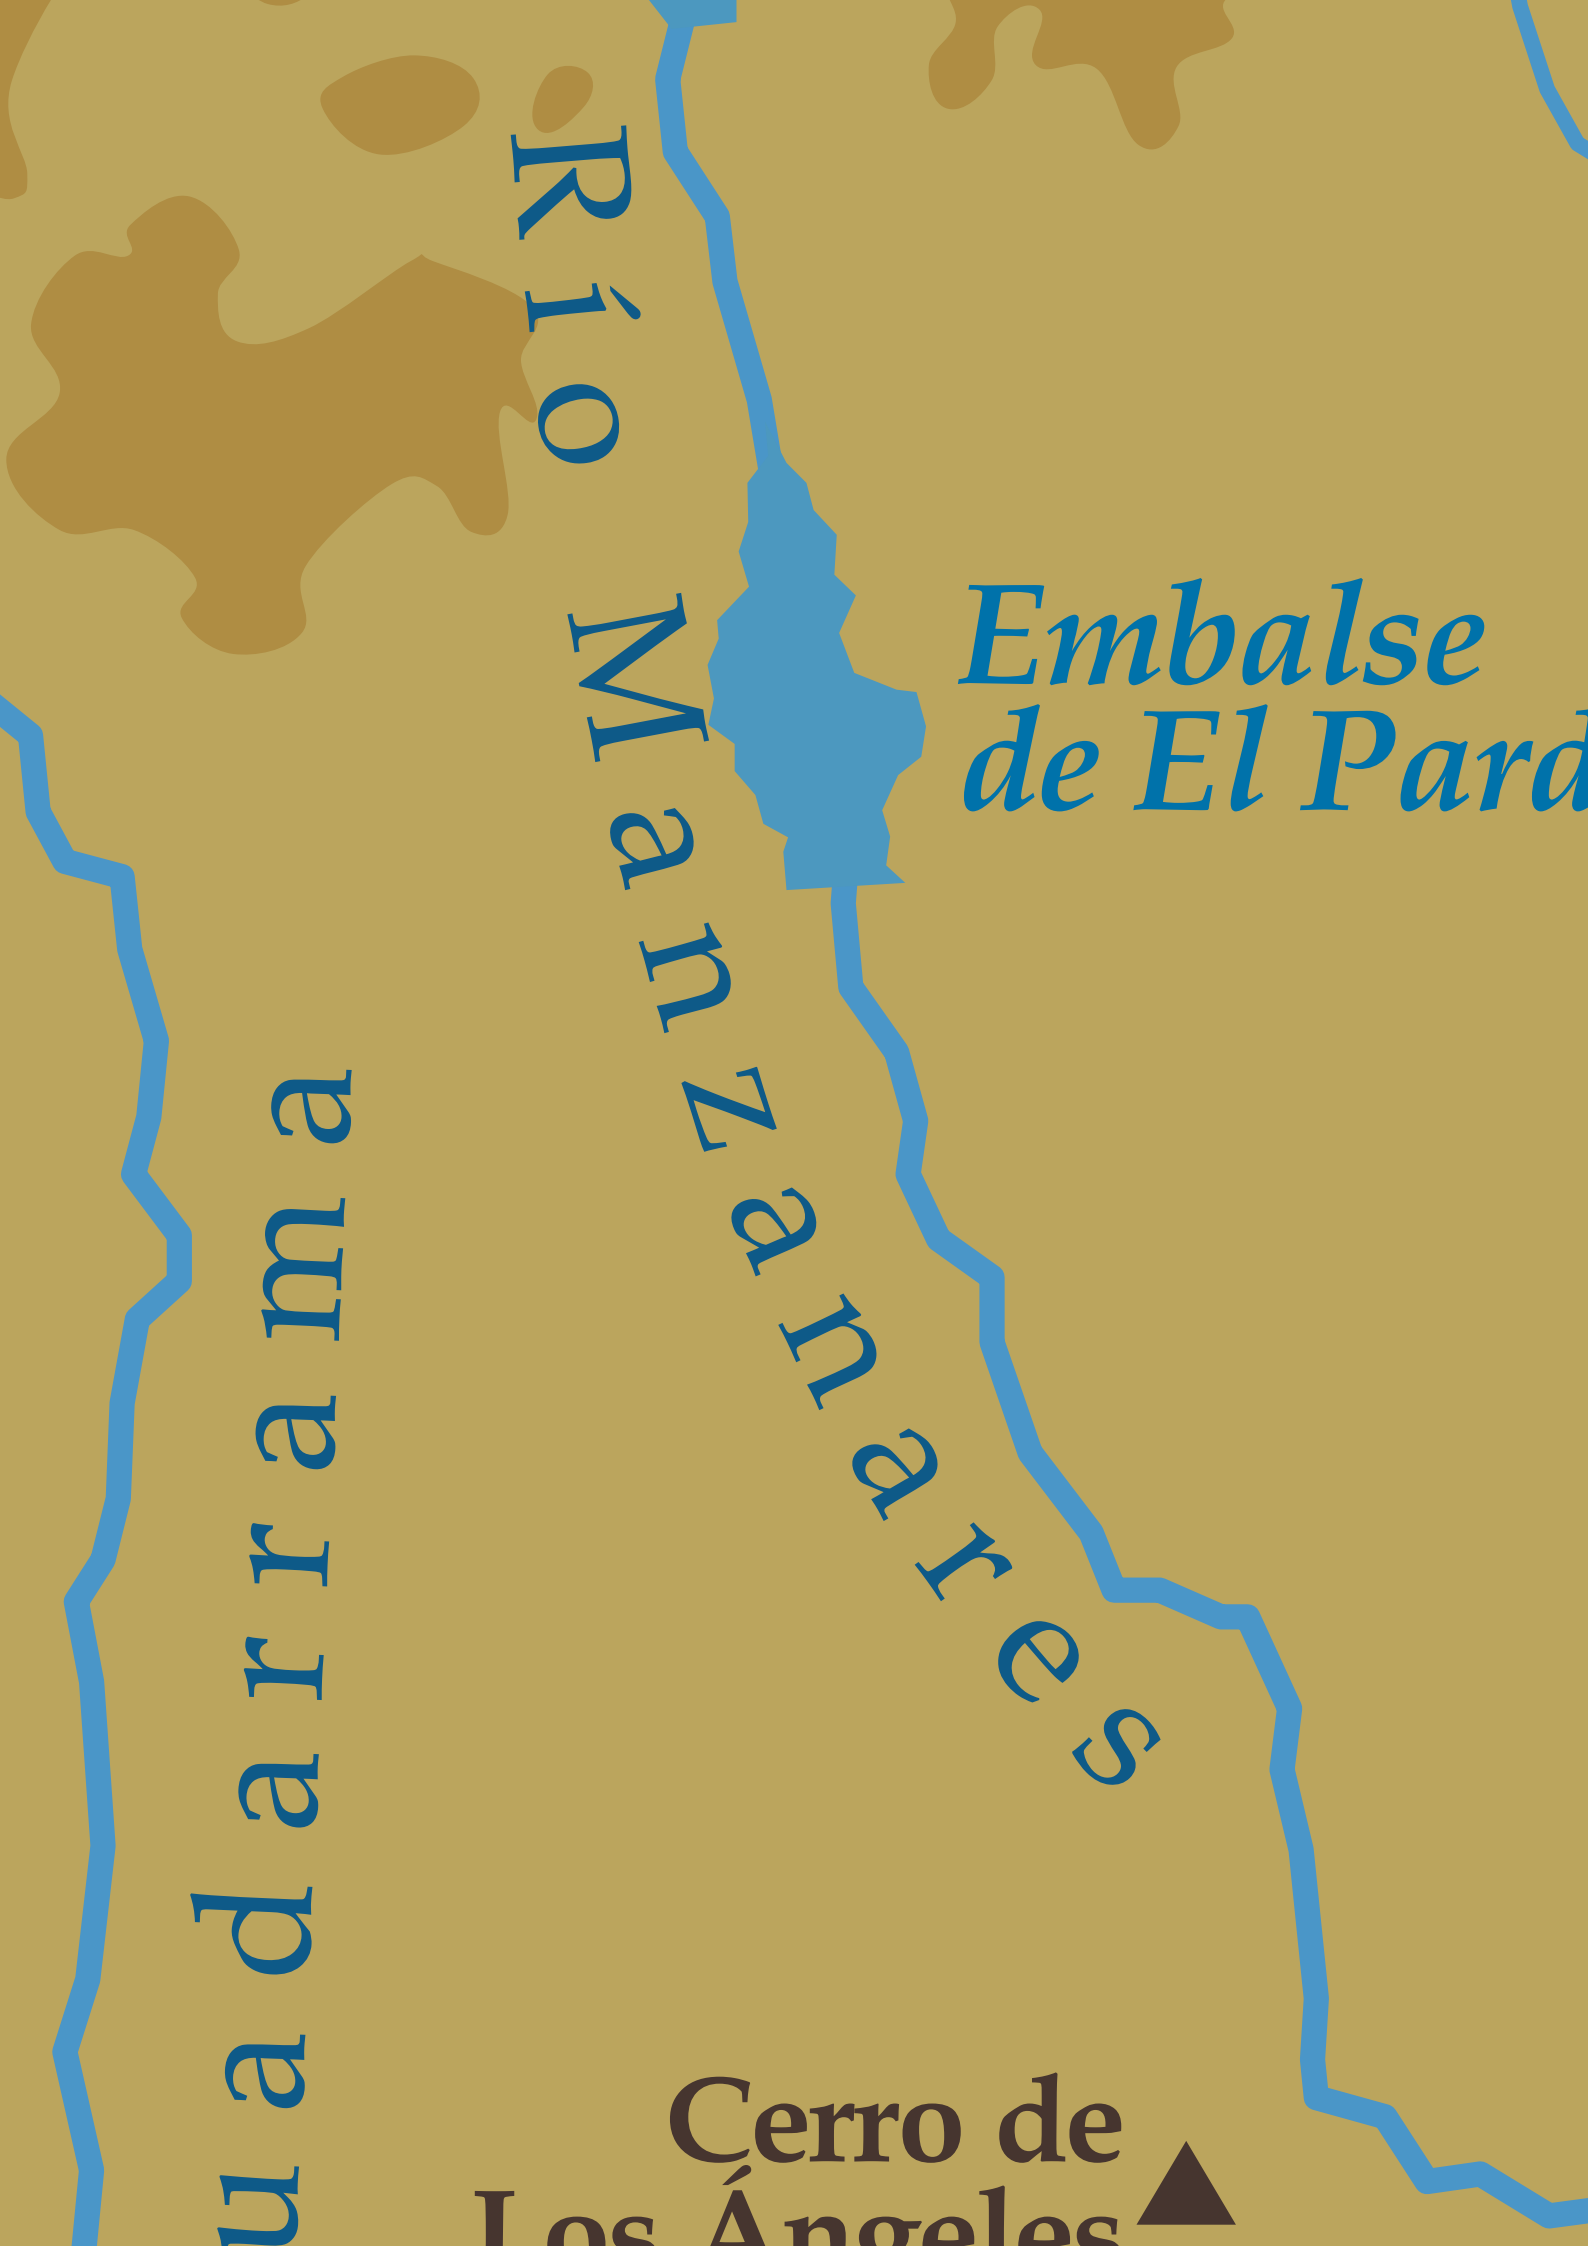 Río Manzanares
Embalse
de El Pard
uadarrama
Cerro de
Los Ángeles